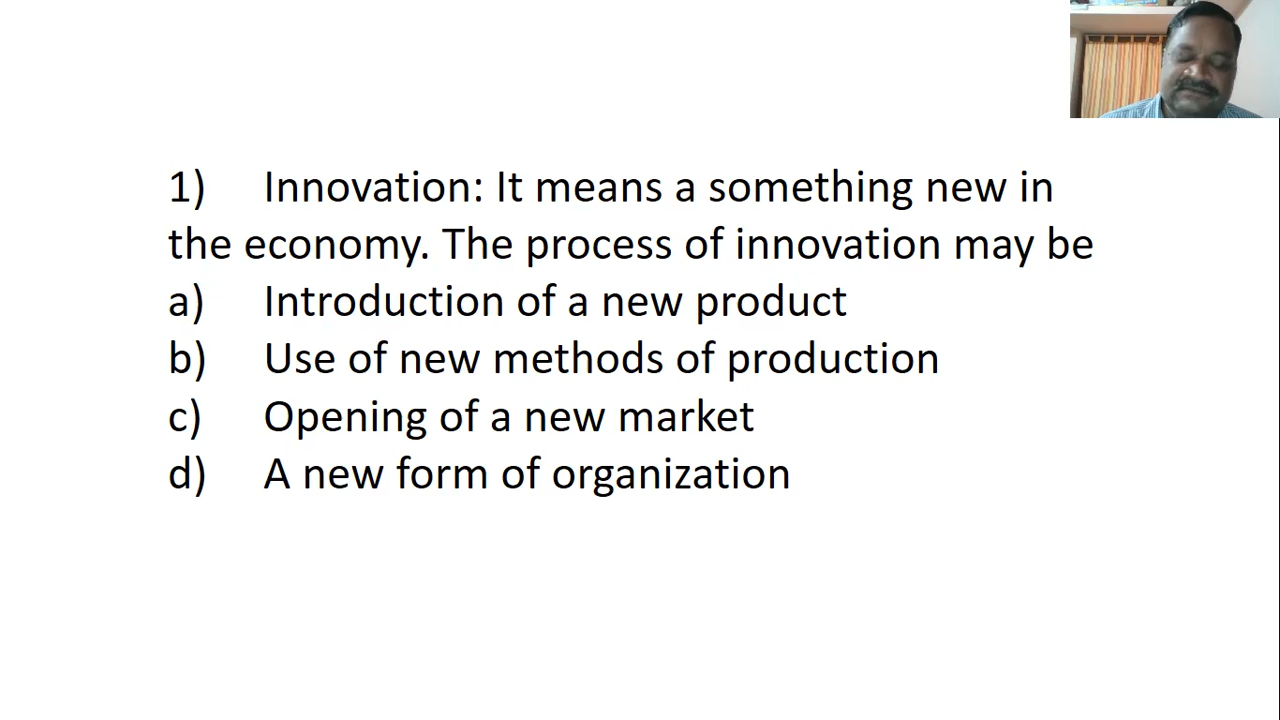 1) Innovation: It means a something new in
the economy. The process of innovation may be
a) Introduction of a new product
b) Use of new methods of production
c) Opening of a new market
d) A new form of organization